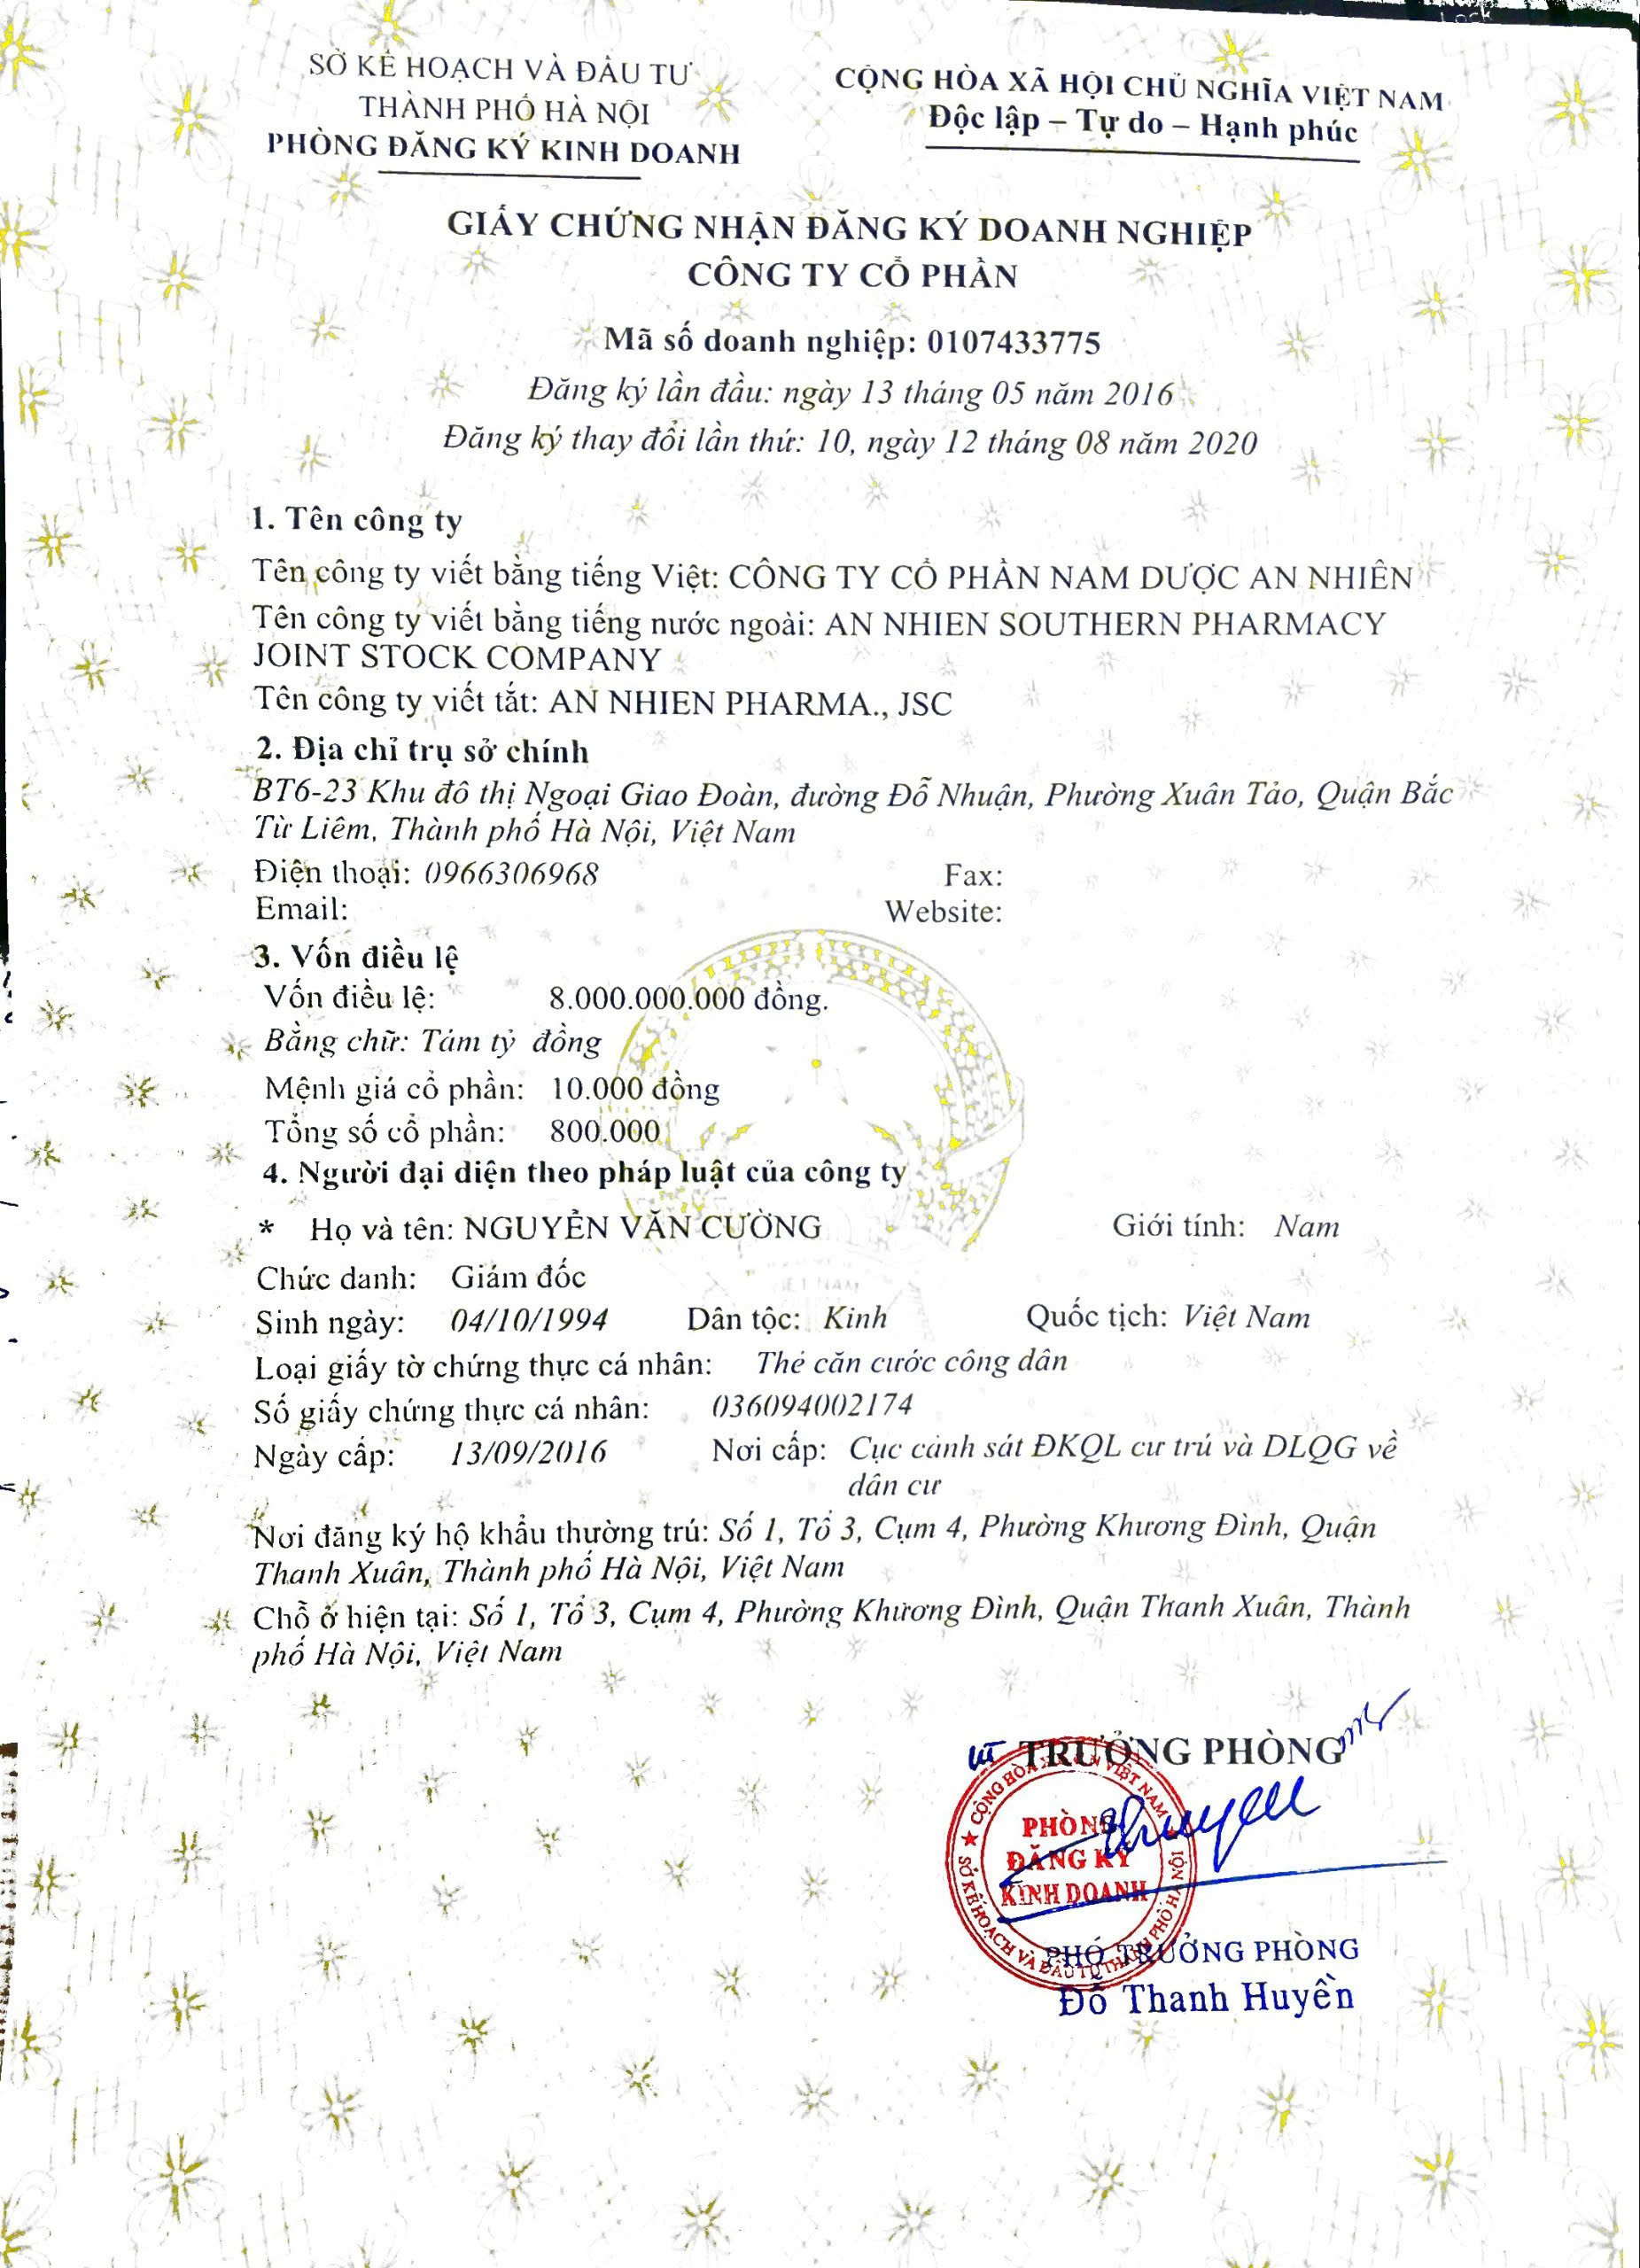 SỞ KẾ HOẠCH VÀ ĐẦU TƯ
THÀNH PHỐ HÀ NỘI
PHÒNG ĐĂNG KÝ KINH DOANH
CỘNG HÒA XÃ HỘI CHỦ NGHĨA VIỆT NAM
Độc lập – Tự do – Hạnh phúc
GIẤY CHỨNG NHẬN ĐĂNG KÝ DOANH NGHIỆP
CÔNG TY CỔ PHẦN
Mã số doanh nghiệp: 0107433775
Đăng ký lần đầu: ngày 13 tháng 05 năm 2016
Đăng ký thay đổi lần thứ: 10, ngày 12 tháng 08 năm 2020
1. Tên công ty
Tên công ty viết bằng tiếng Việt: CÔNG TY CỔ PHẦN NAM DƯỢC AN NHIÊN
Tên công ty viết bằng tiếng nước ngoài: AN NHIEN SOUTHERN PHARMACY
JOINT STOCK COMPANY
Tên công ty viết tắt: AN NHIEN PHARMA., JSC
2. Địa chỉ trụ sở chính
BT6-23 Khu đô thị Ngoại Giao Đoàn, đường Đỗ Nhuận, Phường Xuân Tảo, Quận Bắc
Từ Liêm, Thành phố Hà Nội, Việt Nam
Điện thoại: 0966306968 Fax:
Email: Website:
3. Vốn điều lệ
Vốn điều lệ: 8.000.000.000 đồng.
Bằng chữ: Tám tỷ đồng
Mệnh giá cổ phần: 10.000 đồng
Tổng số cổ phần: 800.000
4. Người đại diện theo pháp luật của công ty
* Họ và tên: NGUYỄN VĂN CƯỜNG Giới tính: Nam
Chức danh: Giám đốc
Sinh ngày: 04/10/1994 Dân tộc: Kinh Quốc tịch: Việt Nam
Loại giấy tờ chứng thực cá nhân: Thẻ căn cước công dân
Số giấy chứng thực cá nhân: 036094002174
Ngày cấp: 13/09/2016 Nơi cấp: Cục cảnh sát ĐKQL cư trú và DLQG về
dân cư
Nơi đăng ký hộ khẩu thường trú: Số 1, Tổ 3, Cụm 4, Phường Khương Đình, Quận
Thanh Xuân, Thành phố Hà Nội, Việt Nam
Chỗ ở hiện tại: Số 1, Tổ 3, Cụm 4, Phường Khương Đình, Quận Thanh Xuân, Thành
phố Hà Nội, Việt Nam
TRƯỞNG PHÒNG
PHÒNG
ĐĂNG KÝ
KINH DOANH
SỞ KẾ HOẠCH VÀ ĐẦU TƯ THÀNH PHỐ HÀ NỘI
PHÓ TRƯỞNG PHÒNG
Đỗ Thanh Huyền